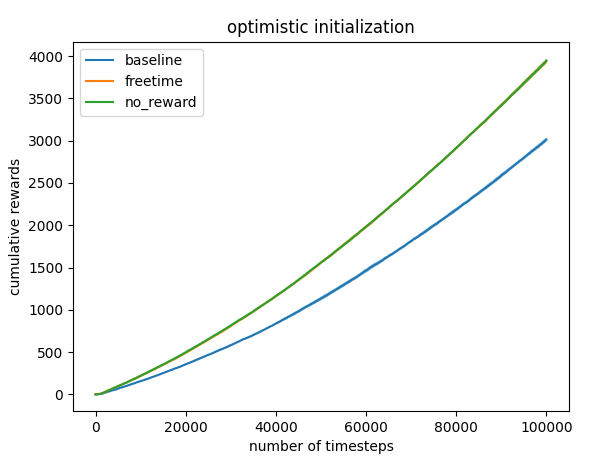 optimistic initialization
baseline
freetime
no_reward
4000
3500
3000
2500
2000
1500
1000
500
0
cumulative rewards
0 20000 40000 60000 80000 100000
number of timesteps